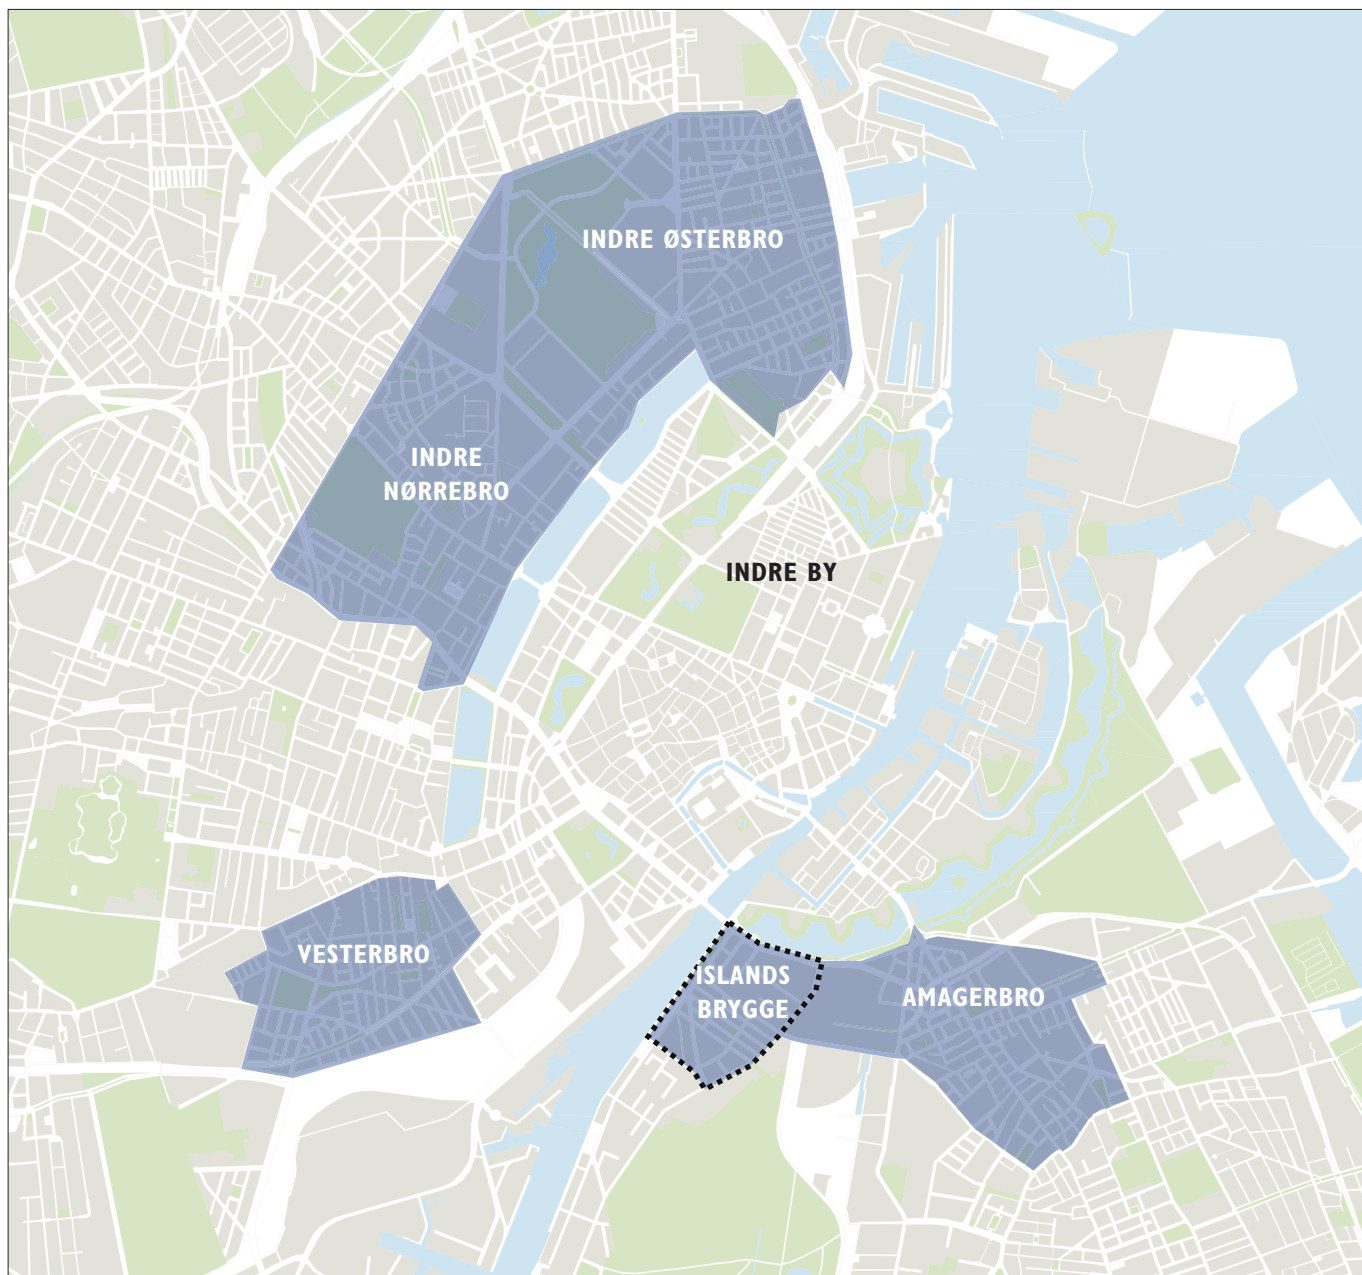 INDRE ØSTERBRO
INDRE
NØRREBRO
INDRE BY
VESTERBRO
ISLANDS
BRYGGE
AMAGERBRO